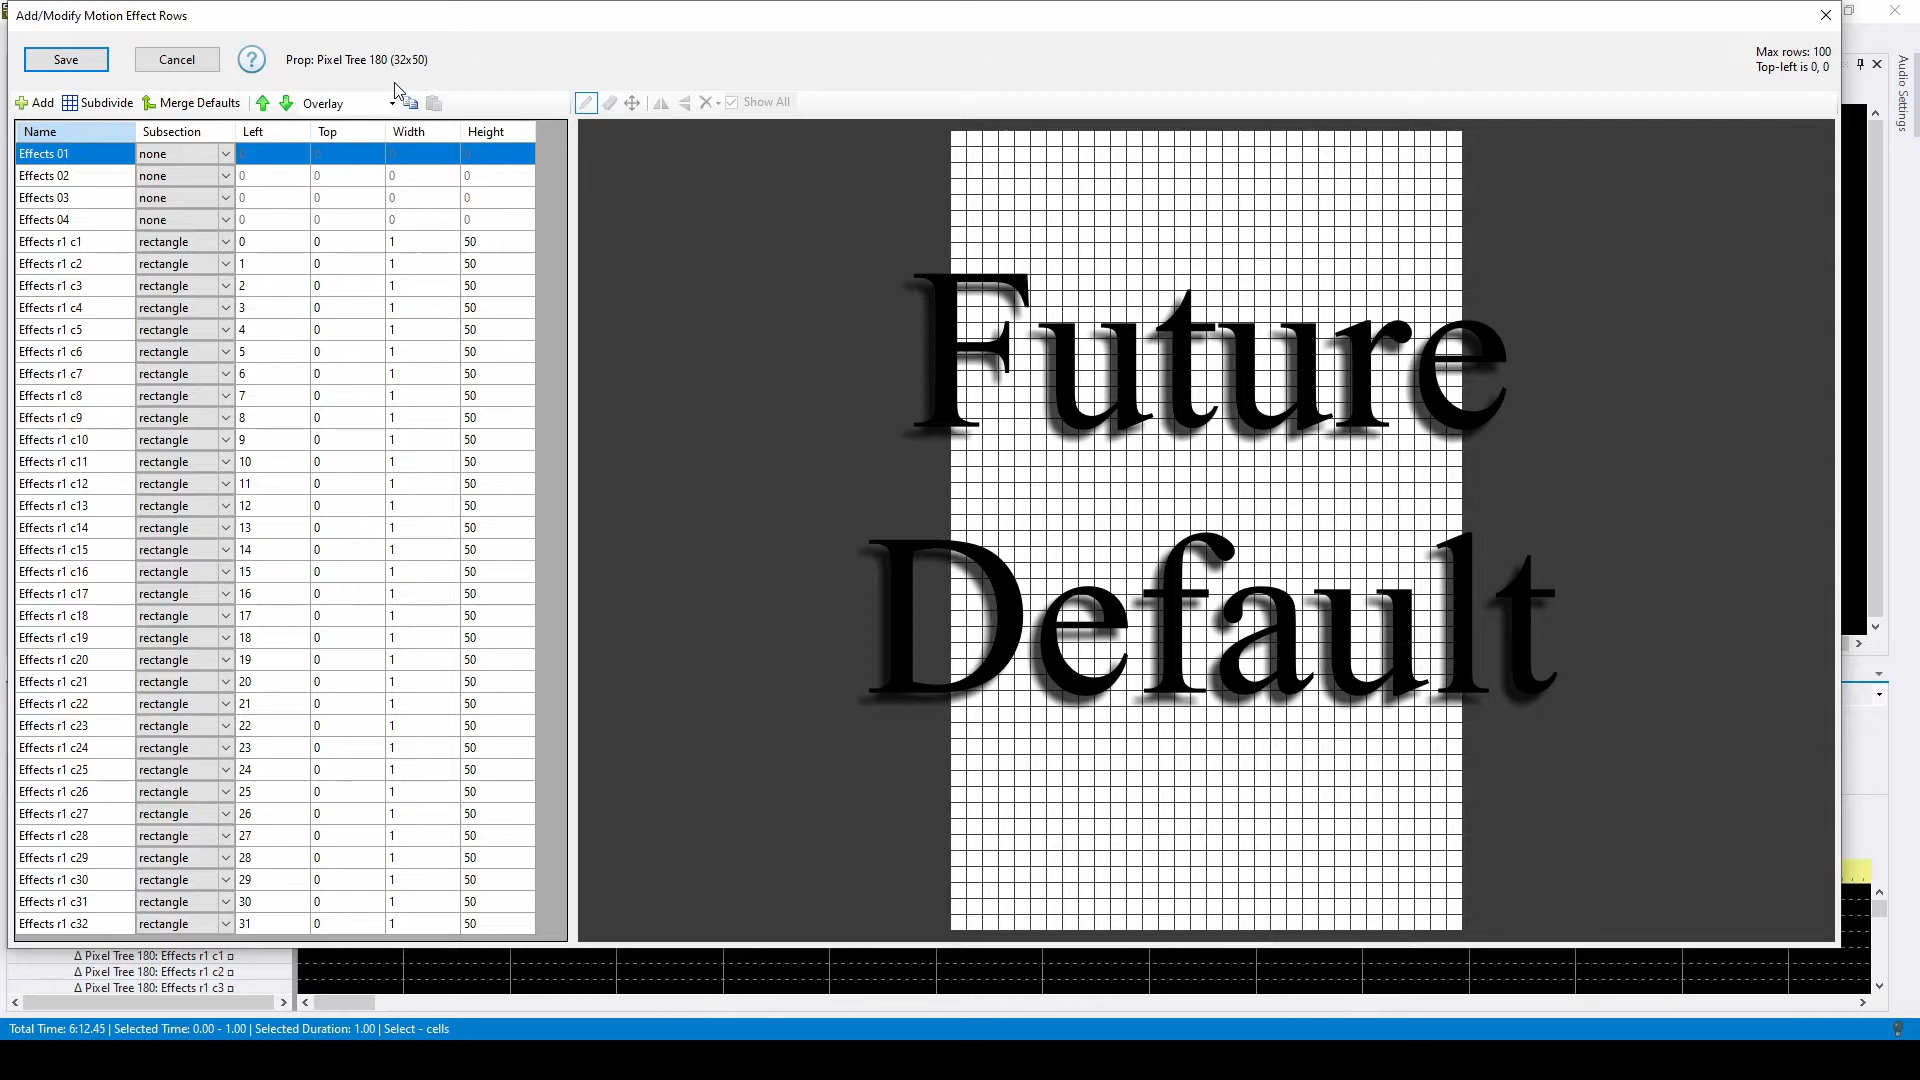 Add/Modify Motion Effect Rows
Save Cancel ? Prop: Pixel Tree 180 (32x50)
Max rows: 100
Top-left is 0, 0
Add Subdivide Merge Defaults Overlay Show All
Name Subsection Left Top Width Height
Effects 01 none
Effects 02 none 0 0 0 0
Effects 03 none 0 0 0 0
Effects 04 none 0 0 0 0
Effects r1 c1 rectangle 0 0 1 50
Effects r1 c2 rectangle 1 0 1 50
Effects r1 c3 rectangle 2 0 1 50
Effects r1 c4 rectangle 3 0 1 50
Effects r1 c5 rectangle 4 0 1 50
Effects r1 c6 rectangle 5 0 1 50
Effects r1 c7 rectangle 6 0 1 50
Effects r1 c8 rectangle 7 0 1 50
Effects r1 c9 rectangle 8 0 1 50
Effects r1 c10 rectangle 9 0 1 50
Effects r1 c11 rectangle 10 0 1 50
Effects r1 c12 rectangle 11 0 1 50
Effects r1 c13 rectangle 12 0 1 50
Effects r1 c14 rectangle 13 0 1 50
Effects r1 c15 rectangle 14 0 1 50
Effects r1 c16 rectangle 15 0 1 50
Effects r1 c17 rectangle 16 0 1 50
Effects r1 c18 rectangle 17 0 1 50
Effects r1 c19 rectangle 18 0 1 50
Effects r1 c20 rectangle 19 0 1 50
Effects r1 c21 rectangle 20 0 1 50
Effects r1 c22 rectangle 21 0 1 50
Effects r1 c23 rectangle 22 0 1 50
Effects r1 c24 rectangle 23 0 1 50
Effects r1 c25 rectangle 24 0 1 50
Effects r1 c26 rectangle 25 0 1 50
Effects r1 c27 rectangle 26 0 1 50
Effects r1 c28 rectangle 27 0 1 50
Effects r1 c29 rectangle 28 0 1 50
Effects r1 c30 rectangle 29 0 1 50
Effects r1 c31 rectangle 30 0 1 50
Effects r1 c32 rectangle 31 0 1 50
Future
Default
Audio Settings
Pixel Tree 180: Effects r1 c1
Pixel Tree 180: Effects r1 c2
Pixel Tree 180: Effects r1 c3
Total Time: 6:12.45 | Selected Time: 0.00 - 1.00 | Selected Duration: 1.00 | Select - cells